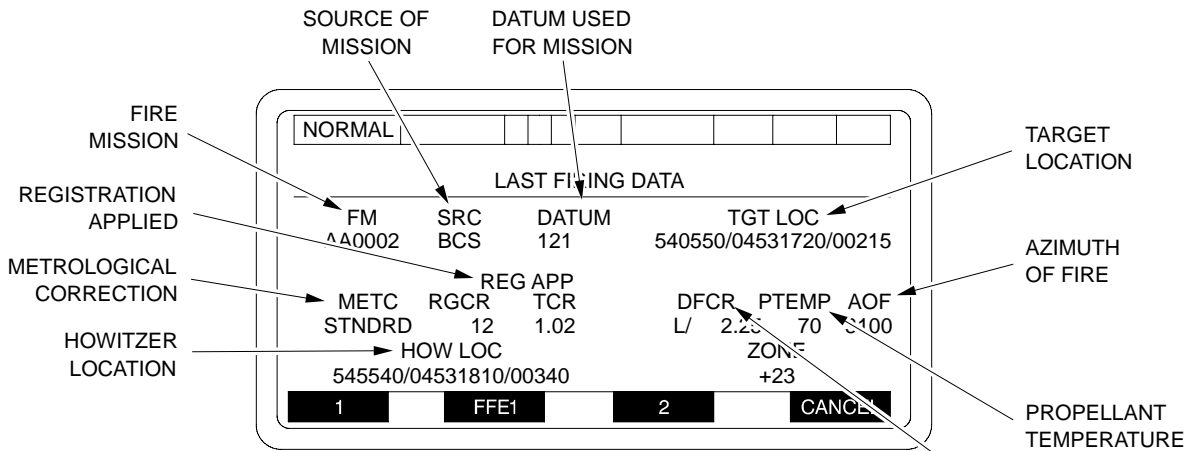 SOURCE OF
MISSION
DATUM USED
FOR MISSION
FIRE
MISSION
REGISTRATION
APPLIED
METROLOGICAL
CORRECTION
HOWITZER
LOCATION
NORMAL
LAST FIRING DATA
FM SRC DATUM TGT LOC
AA0002 BCS 121 540550/04531720/00215
REG APP
METC RGCR TCR DFCR PTEMP AOF
STNDRD 12 1.02 L/ 2.25 70
HOW LOC ZONE
545540/04531810/00340 +23
1 FFE1 2 CANCEL
TARGET
LOCATION
AZIMUTH
OF FIRE
PROPELLANT
TEMPERATURE